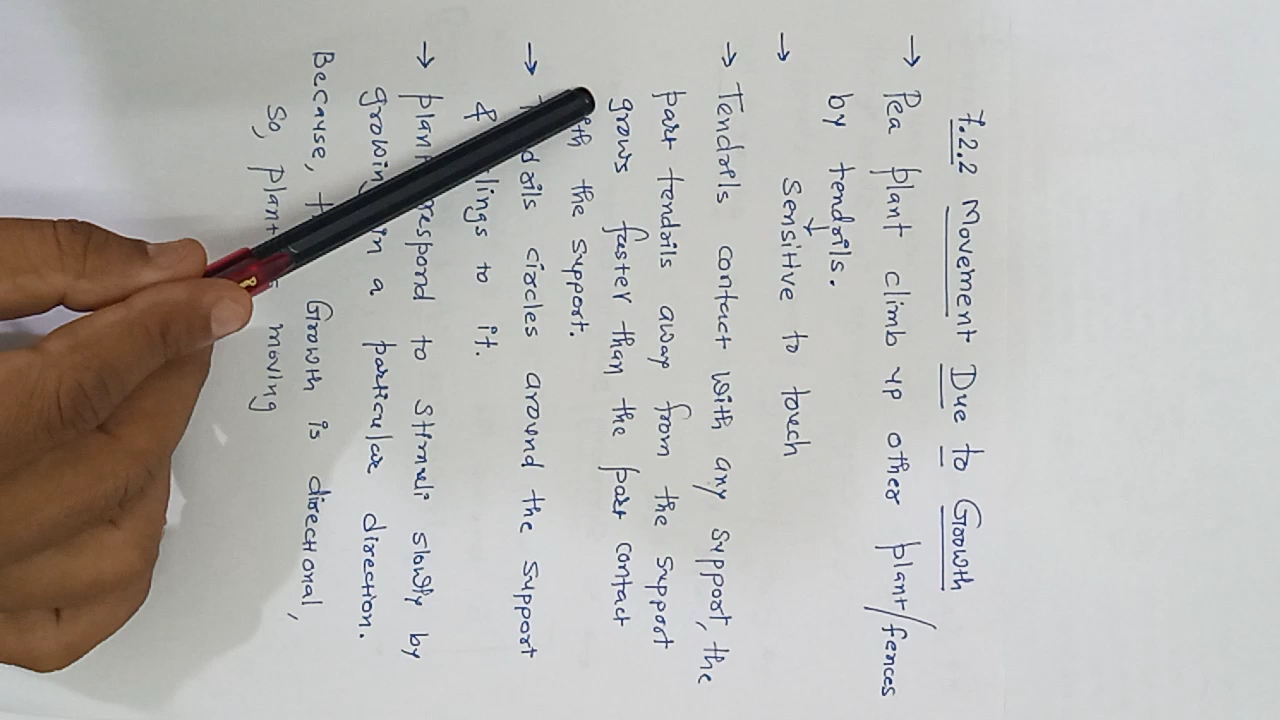 7.2.2 Movement Due to Growth
→ Pea plant climb up other plant/fences
by tendrils.
→ Sensitive to touch
→ Tendrils contact with any support, the
part tendrils away from the support
grows faster than the part contact
the support.
→ circles around the support
& to it.
→ respond to Stimuli slowly by
in a particular direction.
Because, Growth is directional,
So, moving